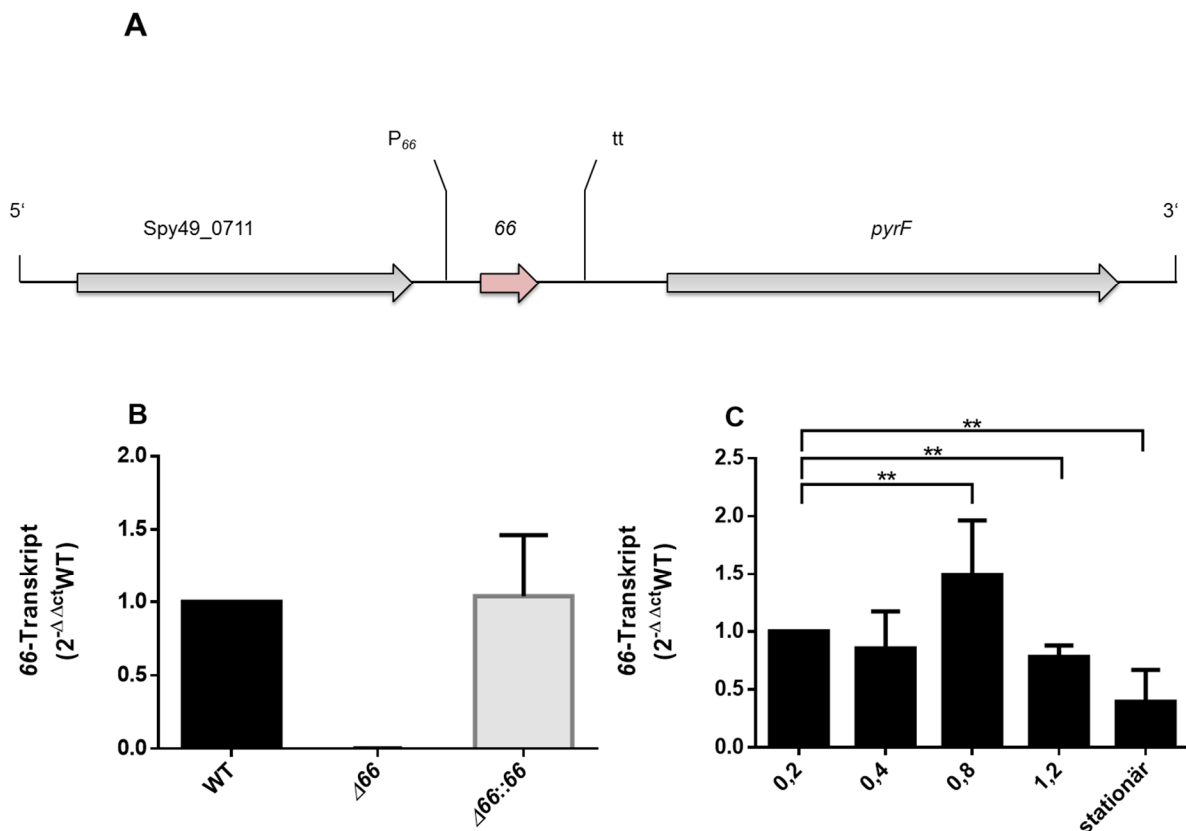 A
P66
tt
5‘
Spy49_0711
66
pyrF
3‘
B
66-Transkript
(2-ΔΔctWT)
2.0
1.5
1.0
0.5
0.0
WT
Δ66
Δ66::66
C
66-Transkript
(2-ΔΔctWT)
**
**
**
2.5
2.0
1.5
1.0
0.5
0.0
0,2
0,4
0,8
1,2
stationär